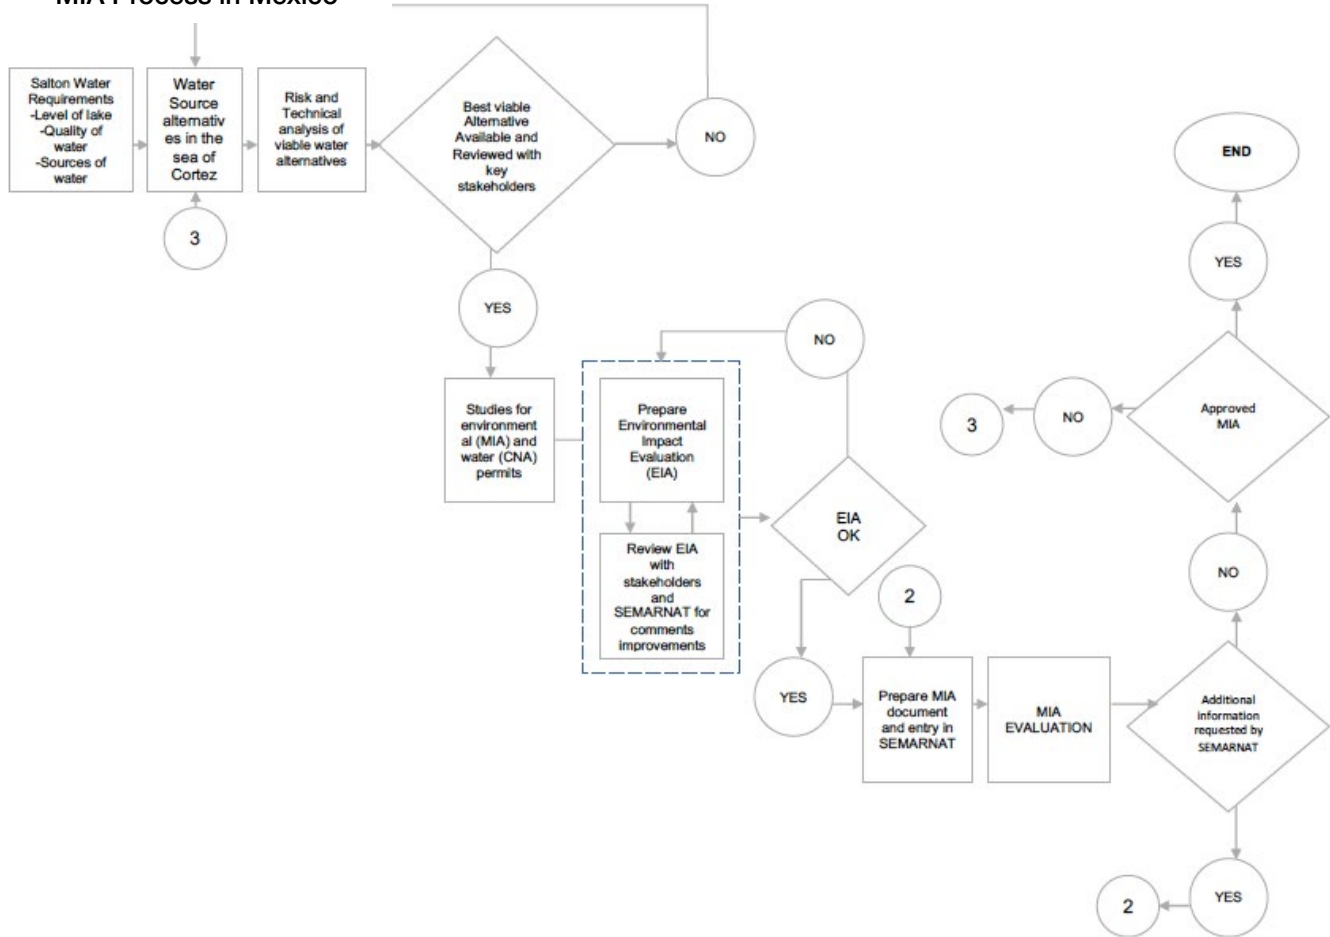 MIA Process in Mexico
Salton Water
Requirements
-Level of lake
-Quality of
water
-Sources of
water
Water
Source
alternativ
es in the
sea of
Cortez
Risk and
Technical
analysis of
viable water
alternatives
Best viable
Alternative
Available and
Reviewed with
key
stakeholders
NO
3
YES
Studies for
environment
al (MIA) and
water (CNA)
permits
Prepare
Environmental
Impact
Evaluation
(EIA)
Review EIA
with
stakeholders
and
SEMARNAT for
comments
improvements
NO
EIA
OK
YES
2
Prepare MIA
document
and entry in
SEMARNAT
MIA
EVALUATION
Additional
information
requested by
SEMARNAT
YES
2
NO
Approved
MIA
NO
3
YES
END